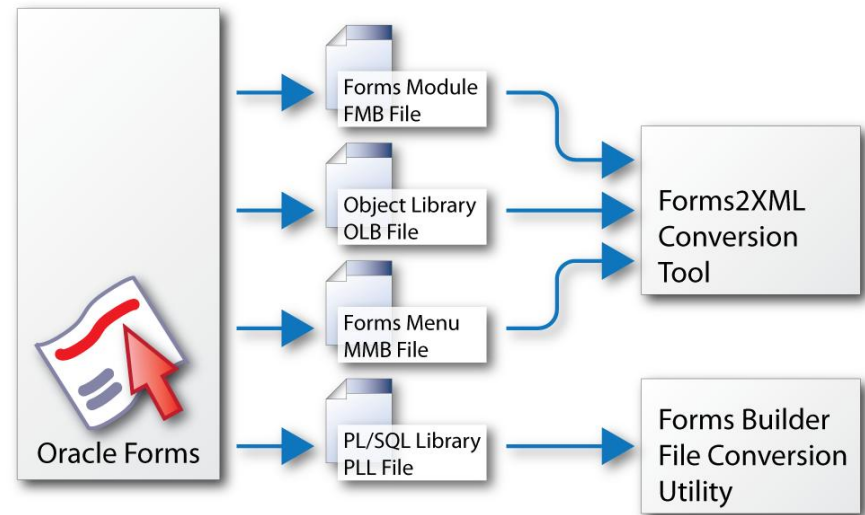 Forms Module
FMB File
Object Library
OLB File
Forms Menu
MMB File
PL/SQL Library
PLL File
Oracle Forms
Forms2XML
Conversion
Tool
Forms Builder
File Conversion
Utility